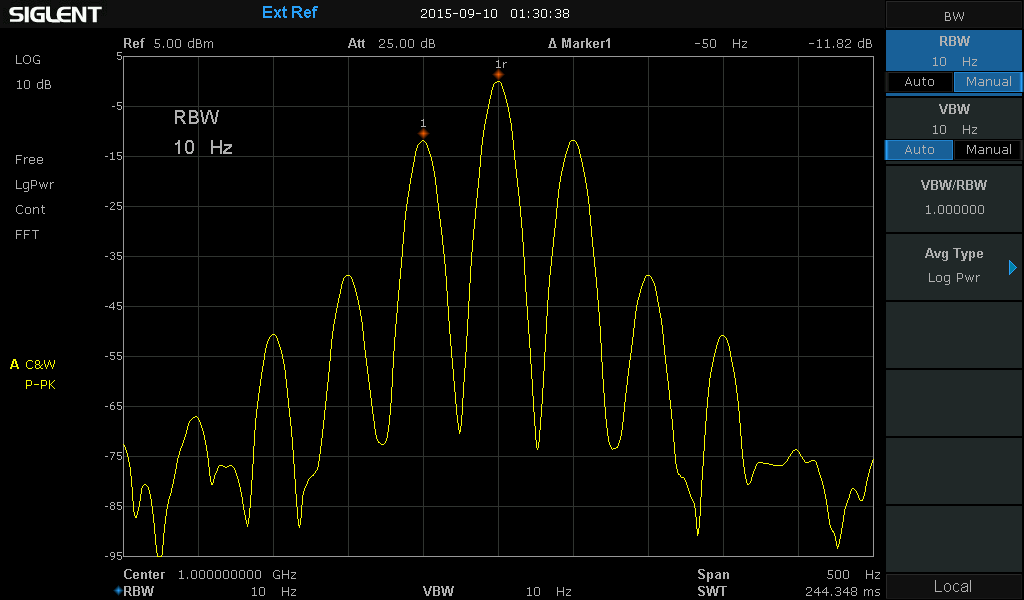 SIGLENT Ext Ref 2015-09-10 01:30:38
BW
Ref 5.00 dBm Att 25.00 dB Δ Marker1 -50 Hz -11.82 dB
LOG
10 dB
Free
LgPwr
Cont
FFT
A C&W
P-PK
5
-5
-15
-25
-35
-45
-55
-65
-75
-85
-95
RBW
10 Hz
1
1r
Center 1.000000000 GHz Span 500 Hz
RBW 10 Hz VBW 10 Hz SWT 244.348 ms
RBW
10 Hz
Auto Manual
VBW
10 Hz
Auto Manual
VBW/RBW
1.000000
Avg Type
Log Pwr
Local